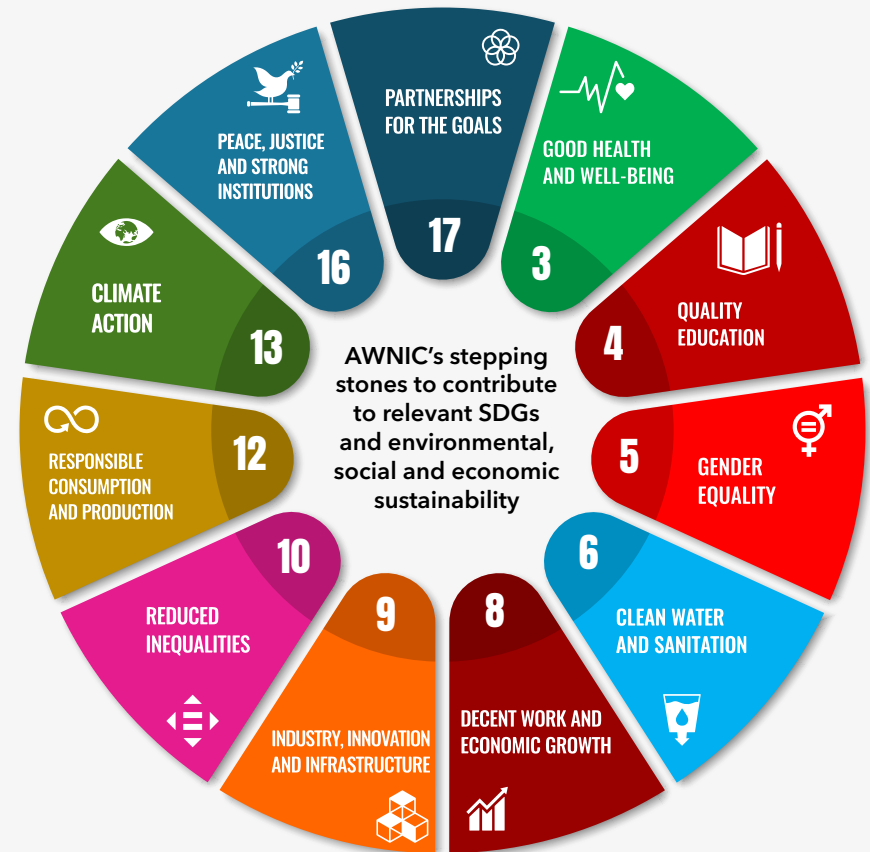 PARTNERSHIPS
FOR THE GOALS
17
GOOD HEALTH
AND WELL-BEING
3
QUALITY
EDUCATION
4
GENDER
EQUALITY
5
CLEAN WATER
AND SANITATION
6
DECENT WORK AND
ECONOMIC GROWTH
8
INDUSTRY, INNOVATION
AND INFRASTRUCTURE
9
REDUCED
INEQUALITIES
10
RESPONSIBLE
CONSUMPTION
AND PRODUCTION
12
CLIMATE
ACTION
13
PEACE, JUSTICE
AND STRONG
INSTITUTIONS
16
AWNIC's stepping
stones to contribute
to relevant SDGs
and environmental,
social and economic
sustainability